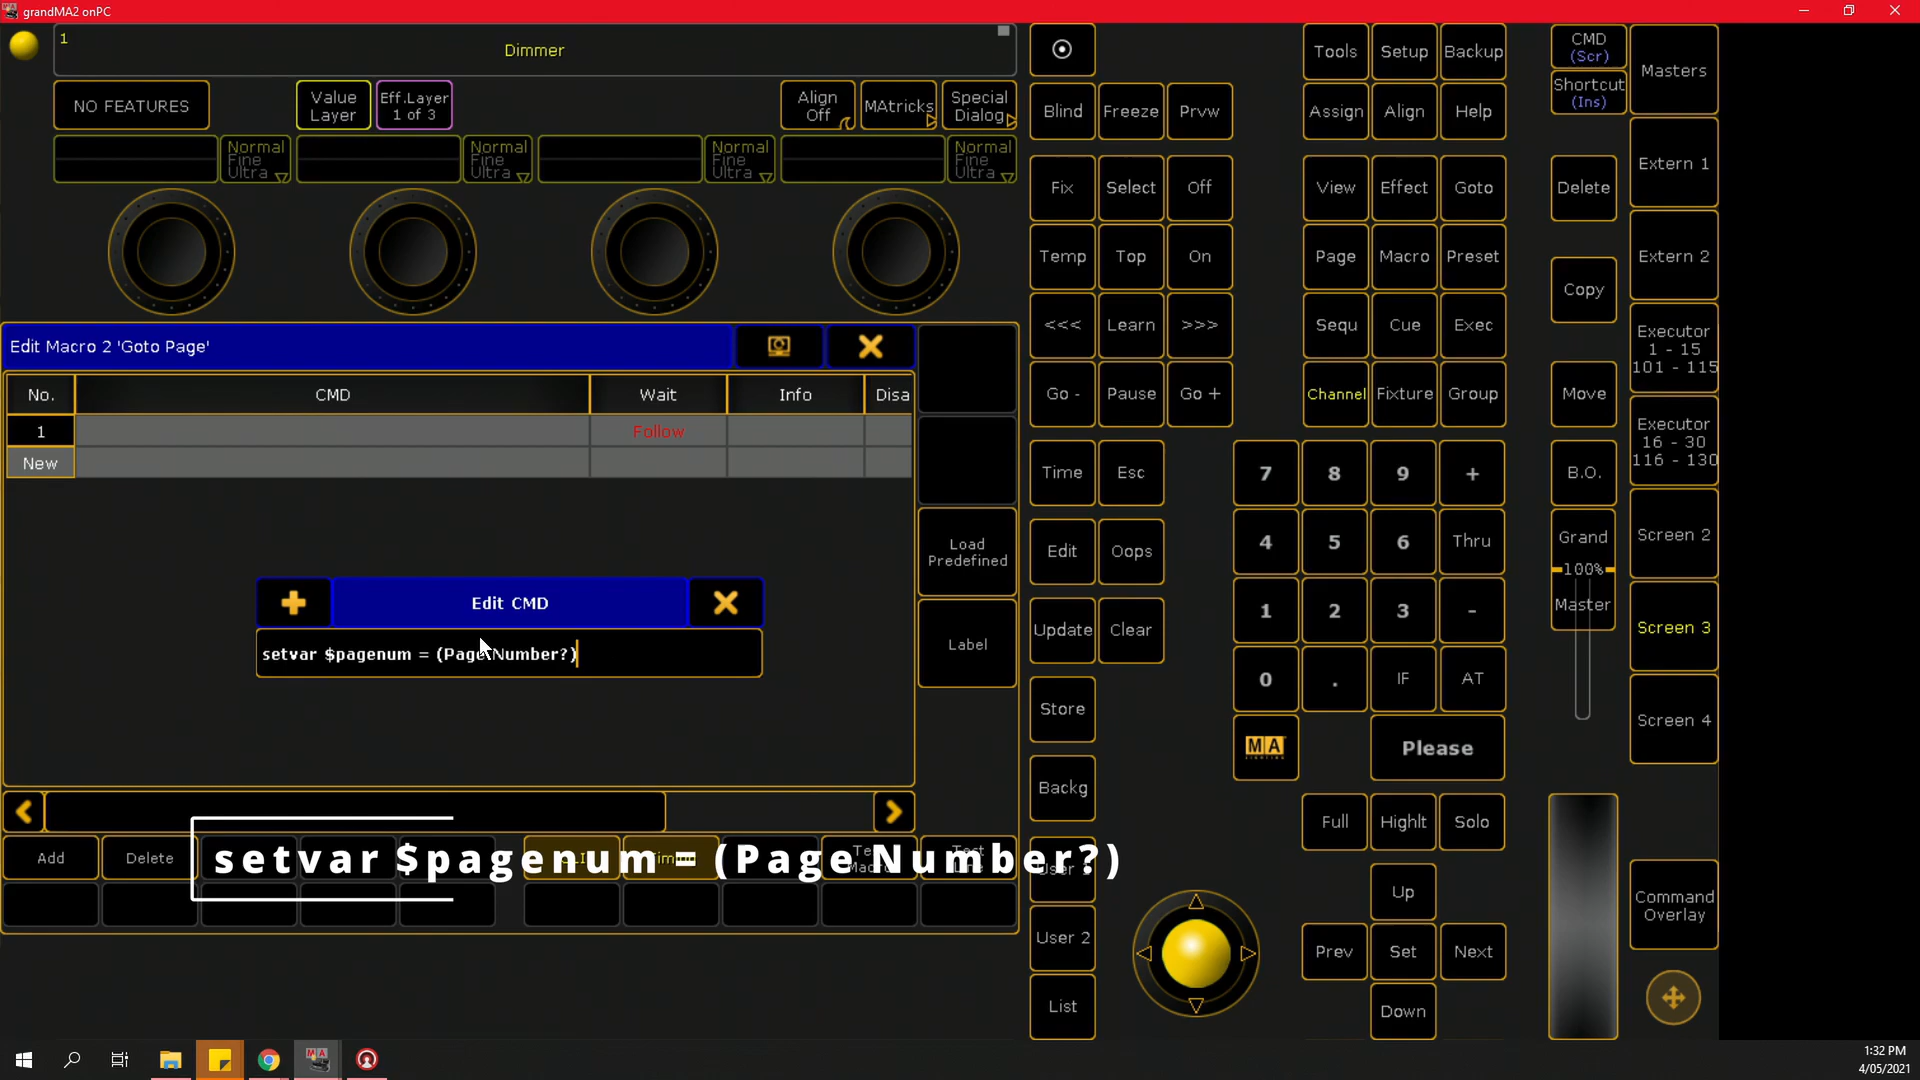 grandMA2 onPC
1
Dimmer
NO FEATURES
Value
Layer
Eff.Layer
1 of 3
Align
Off
MAtricks
Special
Dialog
Normal
Fine
Ultra
Normal
Fine
Ultra
Normal
Fine
Ultra
Normal
Fine
Ultra
Edit Macro 2 'Goto Page'
No.
CMD
Wait
Info
Disa
1
Follow
New
Load
Predefined
Label
Edit CMD
setvar $pagenum = (Page Number?)
Add
Delete
setvar $pagenum = (Page Number?)
Tools
Setup
Backup
Blind
Freeze
Prvw
Assign
Align
Help
Fix
Select
Off
View
Effect
Goto
Temp
Top
On
Page
Macro
Preset
<<<
Learn
>>>
Sequ
Cue
Exec
Go -
Pause
Go +
Channel
Fixture
Group
Time
Esc
7
8
9
+
Edit
Oops
4
5
6
Thru
Update
Clear
1
2
3
-
Store
0
.
IF
AT
MA
LIGHTING
Please
Backg
Full
Highlt
Solo
User 2
Up
Prev
Set
Next
List
Down
CMD
(Scr)
Shortcut
(Ins)
Delete
Copy
Move
B.O.
Grand
100%
Master
Masters
Extern 1
Extern 2
Executor
1 - 15
101 - 115
Executor
16 - 30
116 - 130
Screen 2
Screen 3
Screen 4
Command
Overlay
1:32 PM
4/05/2021